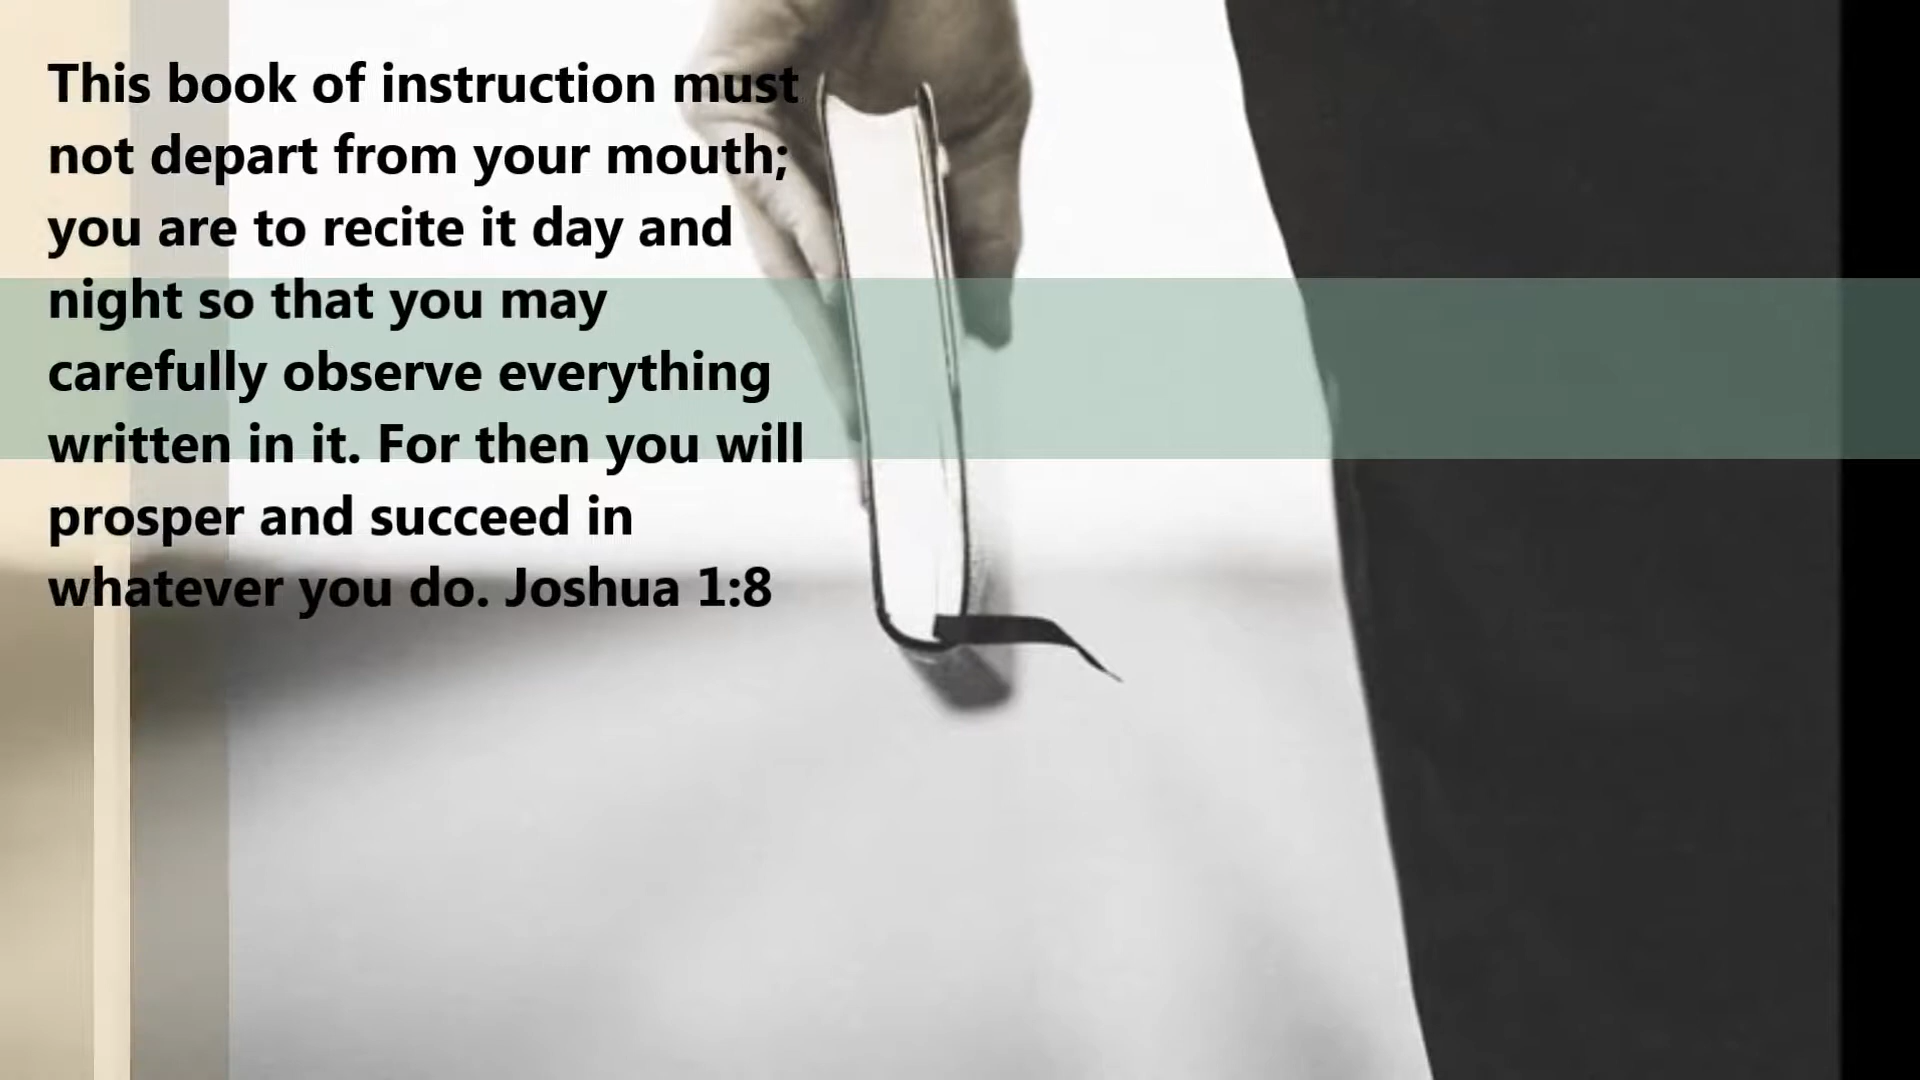 This book of instruction must
not depart from your mouth;
you are to recite it day and
night so that you may
carefully observe everything
written in it. For then you will
prosper and succeed in
whatever you do. Joshua 1:8